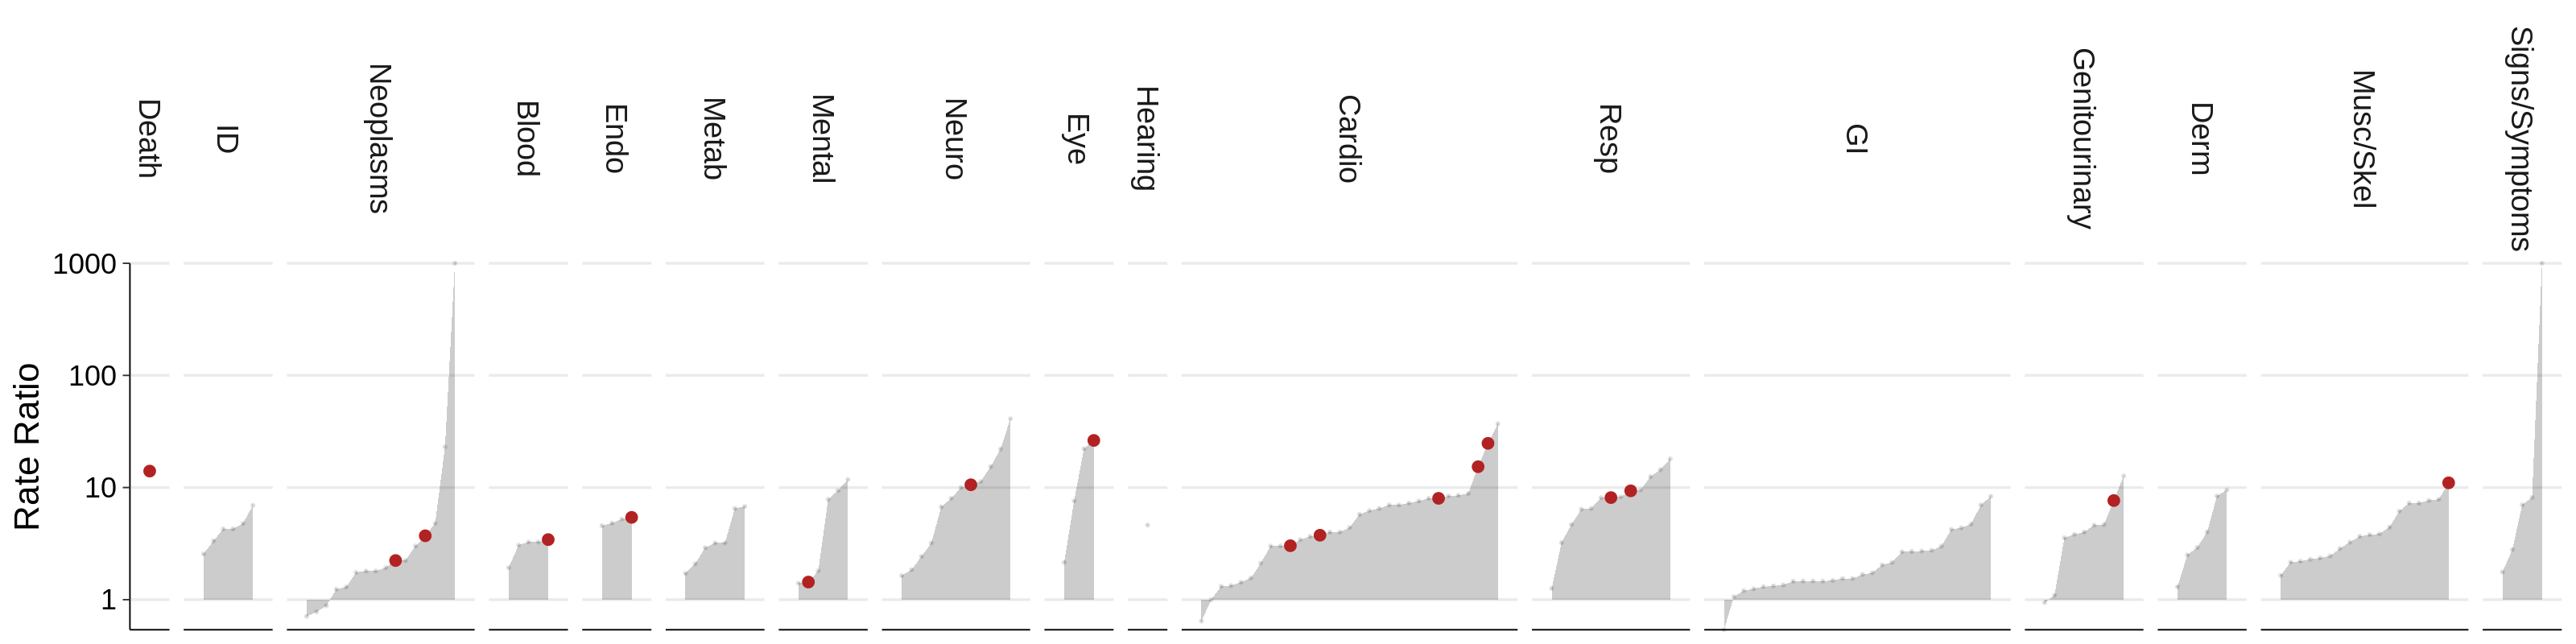 Death
ID
Neoplasms
Blood
Endo
Metab
Mental
Neuro
Eye
Hearing
Cardio
Resp
GI
Genitourinary
Derm
Musc/Skel
Signs/Symptoms
Rate Ratio
1000
100
10
1